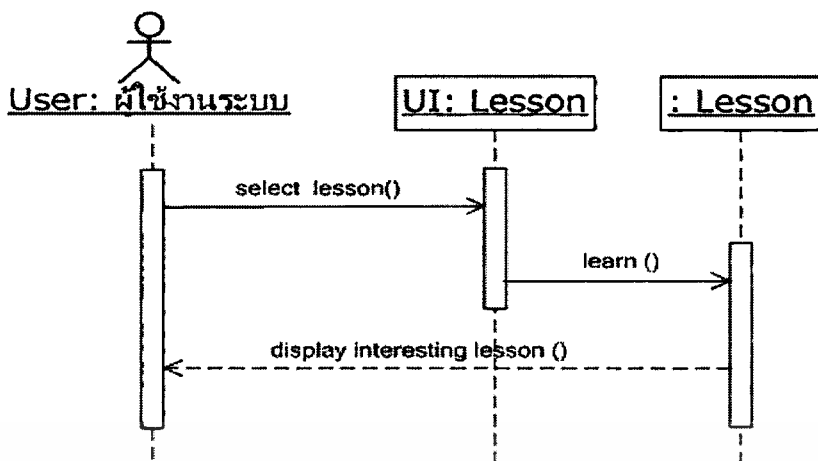 User: ผู้ใช้งานระบบ
UI: Lesson
: Lesson
select lesson()
learn ()
display interesting lesson ()